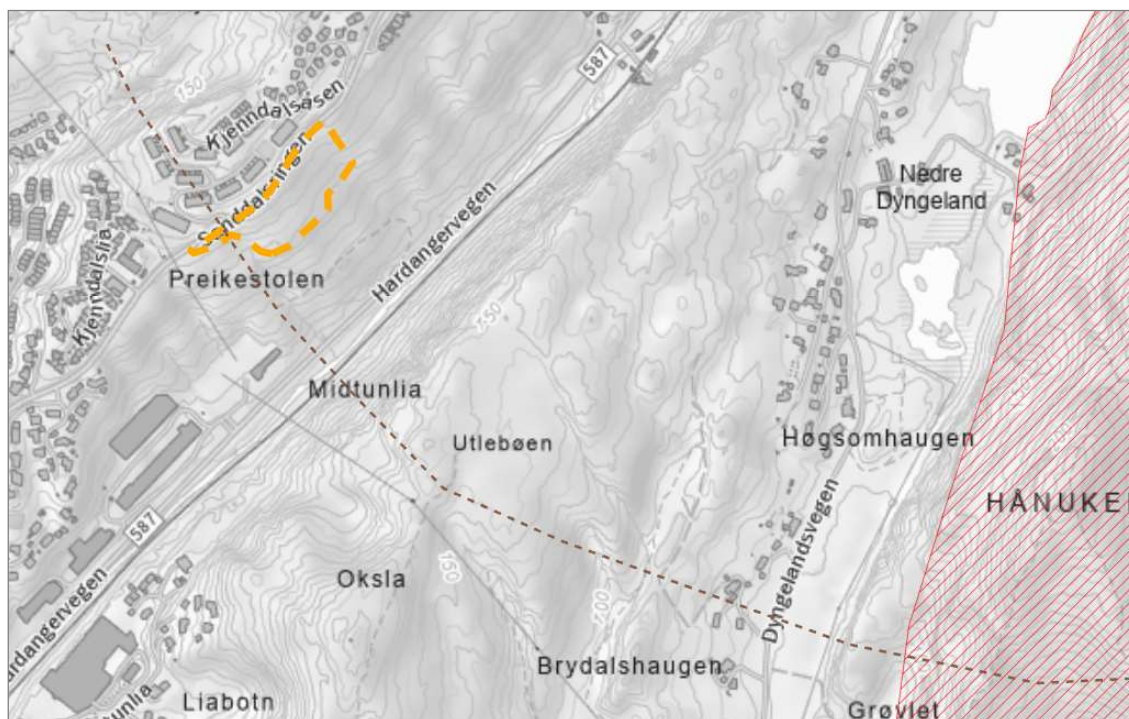 150
Kjenndalsåsen
587
Nedre
Dyngeland
Hardangervegen
Preikestolen
Kjenndalslia
150
Midtunlia
Utlebøen
Høgsomhaugen
200
HÅNUKE
587
Oksla
150
200
Dyngelandsvegen
Hardangervegen
Brydalshaugen
Liabotn
Grøvlet